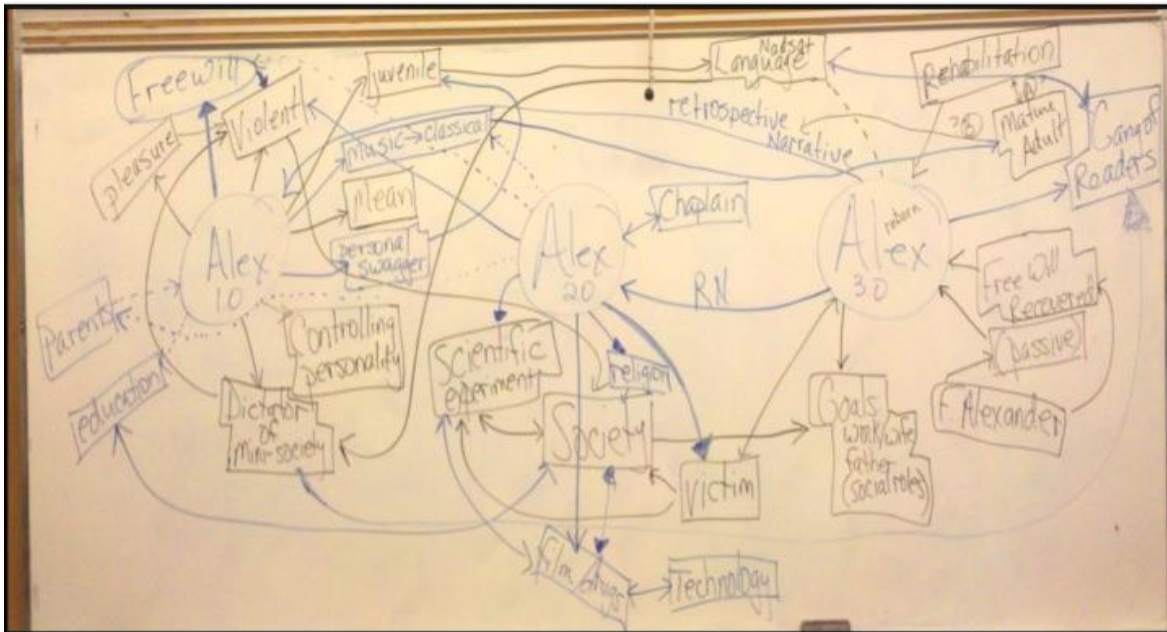 Free Will
Violent
pleasure
juvenile
music → classical
Mean
personal
swagger
Alex
1.0
Parents
education
Controlling
personality
Dictator
of
Mini-society
Nadsat
Language
retrospective
Narrative
Rehabilitation
Mature
Adult
Gang of
Readers
Chaplain
Alex
2.0
RN
Alex
reborn
3.0
Free Will
Recovered
(passive)
F. Alexander
Scientific
experiment
religion
Society
Victim
Goals
work/wife
father
(social roles)
film drugs
Technology